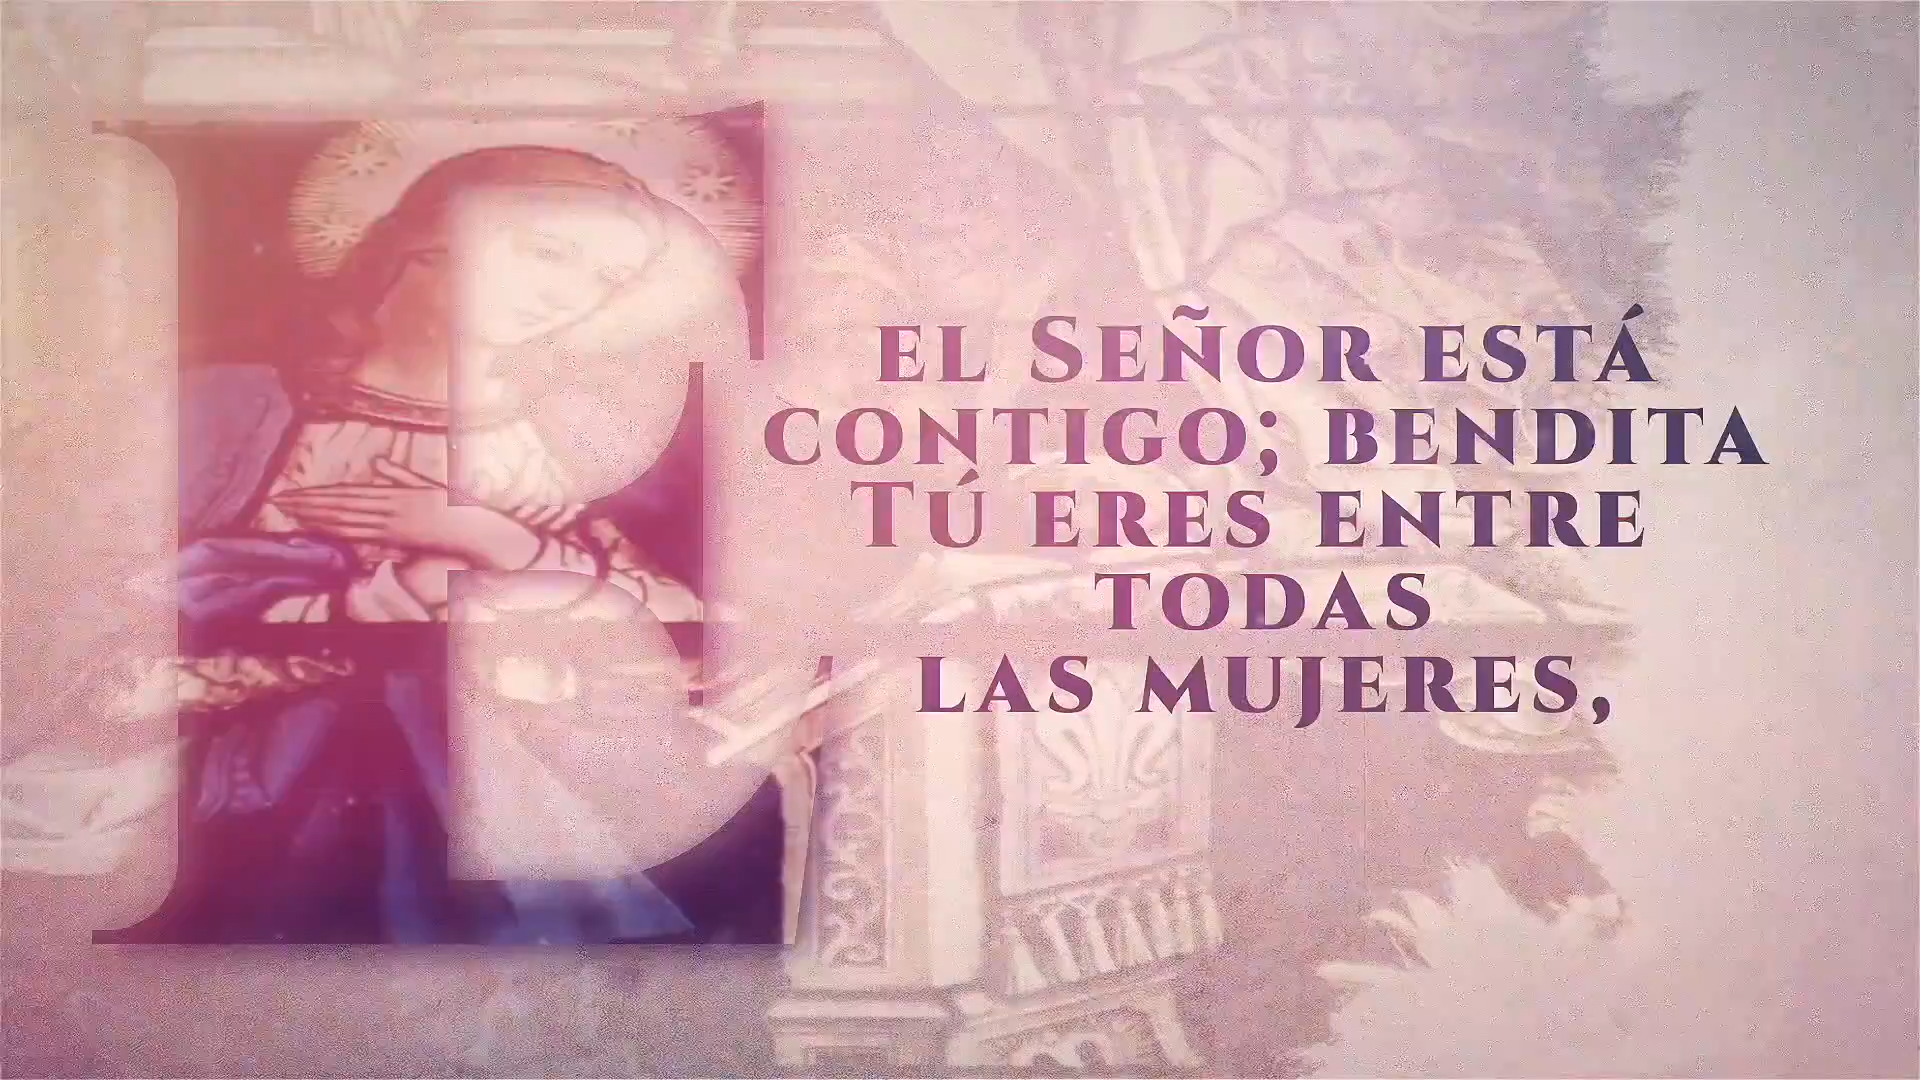 E
EL SEÑOR ESTÁ
CONTIGO; BENDITA
TÚ ERES ENTRE
TODAS
LAS MUJERES,